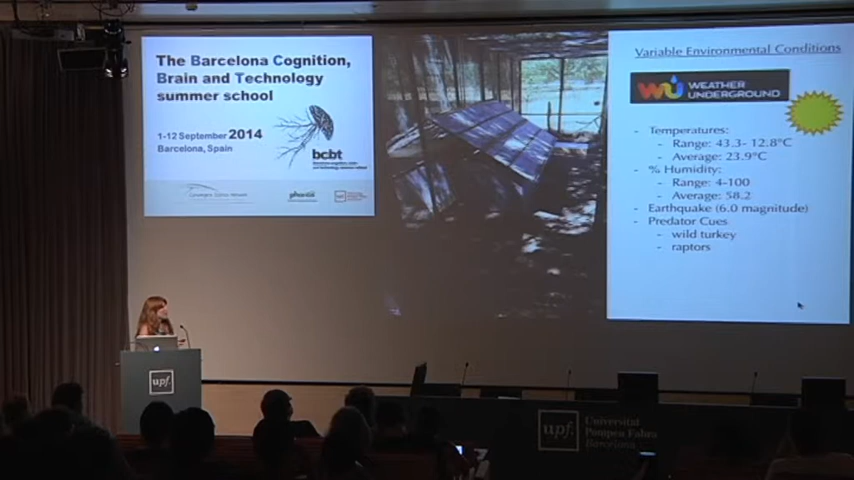 The Barcelona Cognition,
Brain and Technology
summer school
1-12 September 2014
Barcelona, Spain
bcbt
Variable Environmental Conditions
WU WEATHER
UNDERGROUND
- Temperatures:
- Range: 43.3- 12.8°C
- Average: 23.9°C
- % Humidity:
- Range: 4-100
- Average: 58.2
- Earthquake (6.0 magnitude)
- Predator Cues
- wild turkey
- raptors
upf.
upf.
Universitat
Pompeu Fabra
Barcelona